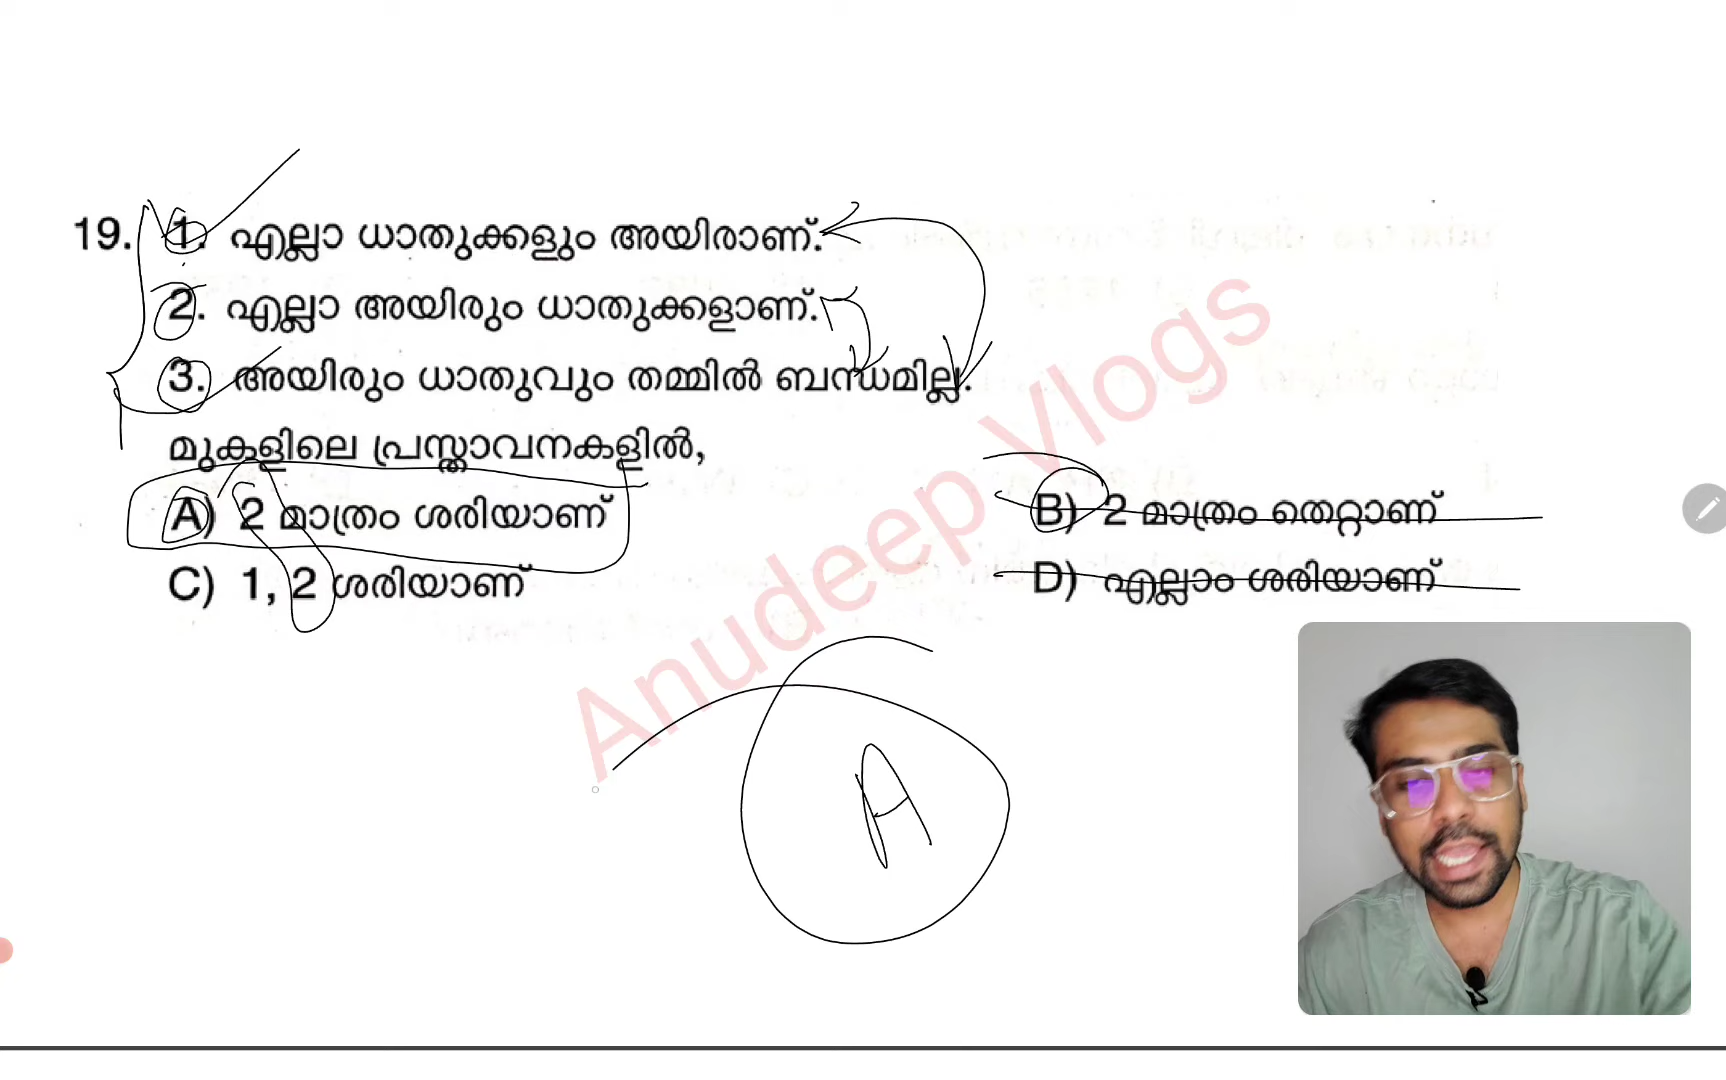 19. 1. എല്ലാ ധാതുക്കളും അയിരാണ്.
2. എല്ലാ അയിരും ധാതുക്കളാണ്.
3. അയിരും ധാതുവും തമ്മിൽ ബന്ധമില്ല.
മുകളിലെ പ്രസ്താവനകളിൽ,
A) 2 മാത്രം ശരിയാണ് B) 2 മാത്രം തെറ്റാണ്
C) 1, 2 ശരിയാണ് D) എല്ലാം ശരിയാണ്
Anudeep Vlogs
A